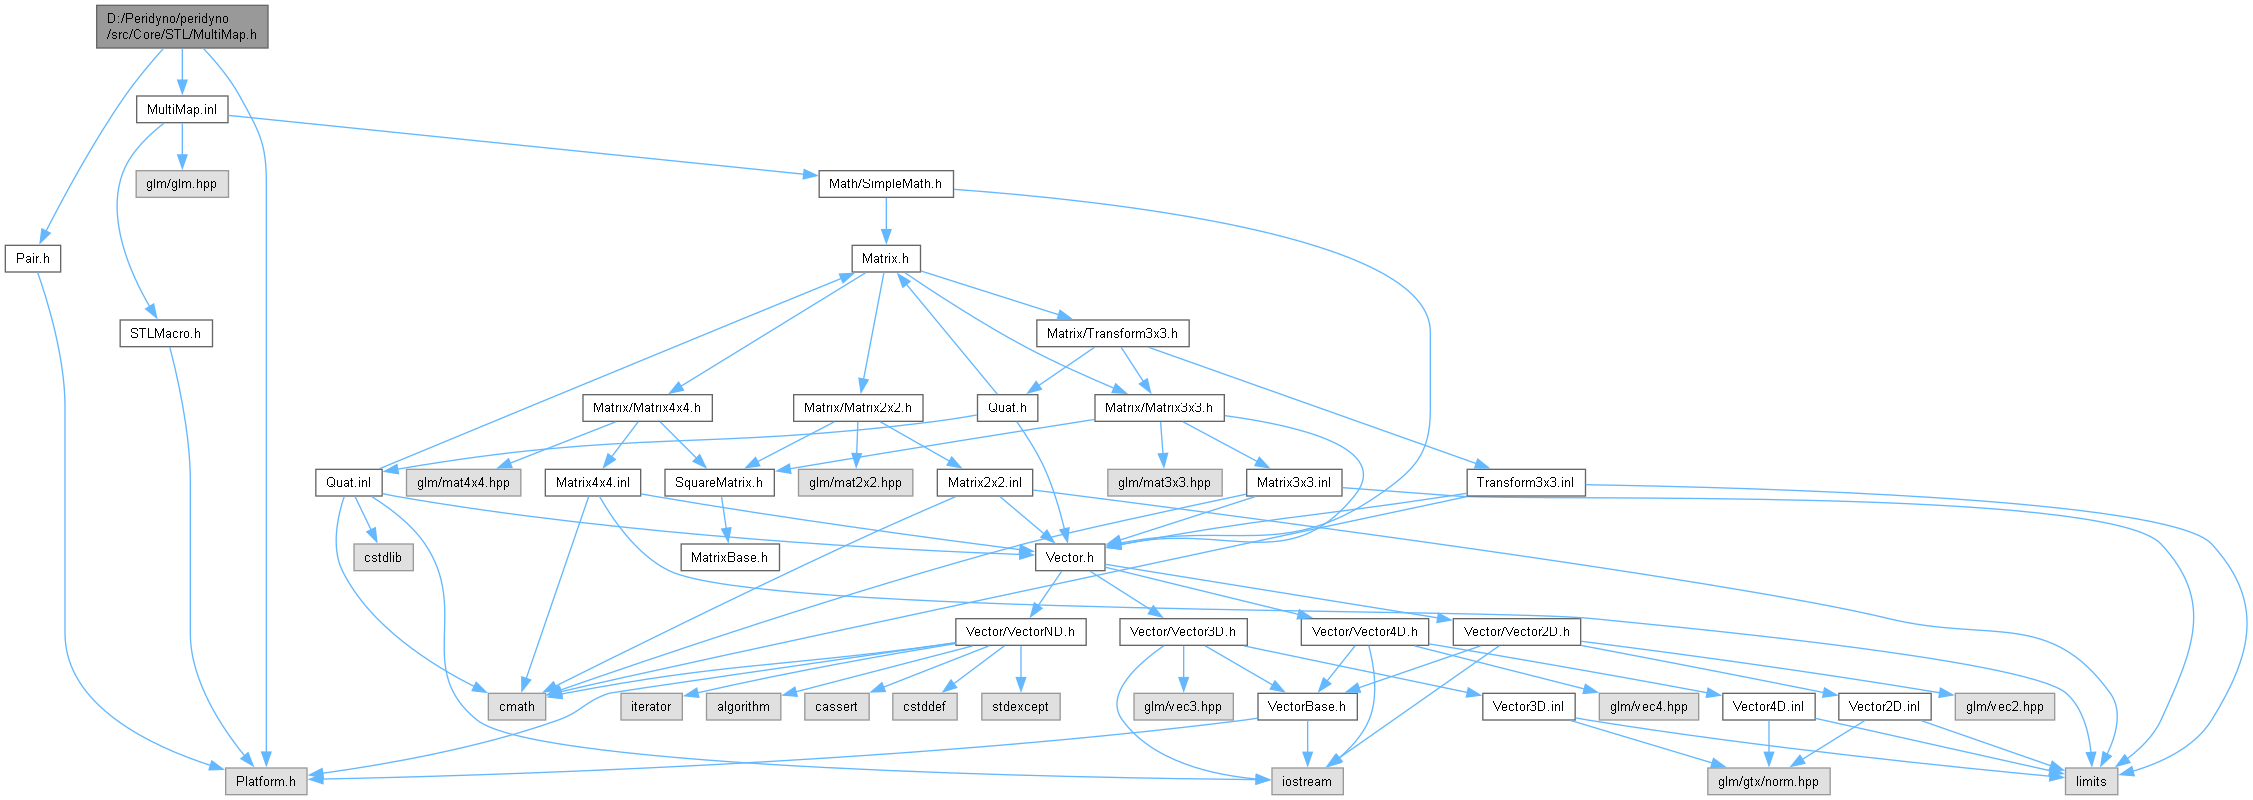 D:/Peridyno/peridyno
/src/Core/STL/MultiMap.h
MultiMap.inl
glm/glm.hpp
Math/SimpleMath.h
Pair.h
Matrix.h
STLMacro.h
Matrix/Transform3x3.h
Matrix/Matrix4x4.h
Matrix/Matrix2x2.h
Quat.h
Matrix/Matrix3x3.h
Quat.inl
glm/mat4x4.hpp
Matrix4x4.inl
SquareMatrix.h
glm/mat2x2.hpp
Matrix2x2.inl
glm/mat3x3.hpp
Matrix3x3.inl
Transform3x3.inl
cstdlib
MatrixBase.h
Vector.h
Vector/VectorND.h
Vector/Vector3D.h
Vector/Vector4D.h
Vector/Vector2D.h
cmath
iterator
algorithm
cassert
cstddef
stdexcept
glm/vec3.hpp
VectorBase.h
Vector3D.inl
glm/vec4.hpp
Vector4D.inl
Vector2D.inl
glm/vec2.hpp
Platform.h
iostream
glm/gtx/norm.hpp
limits